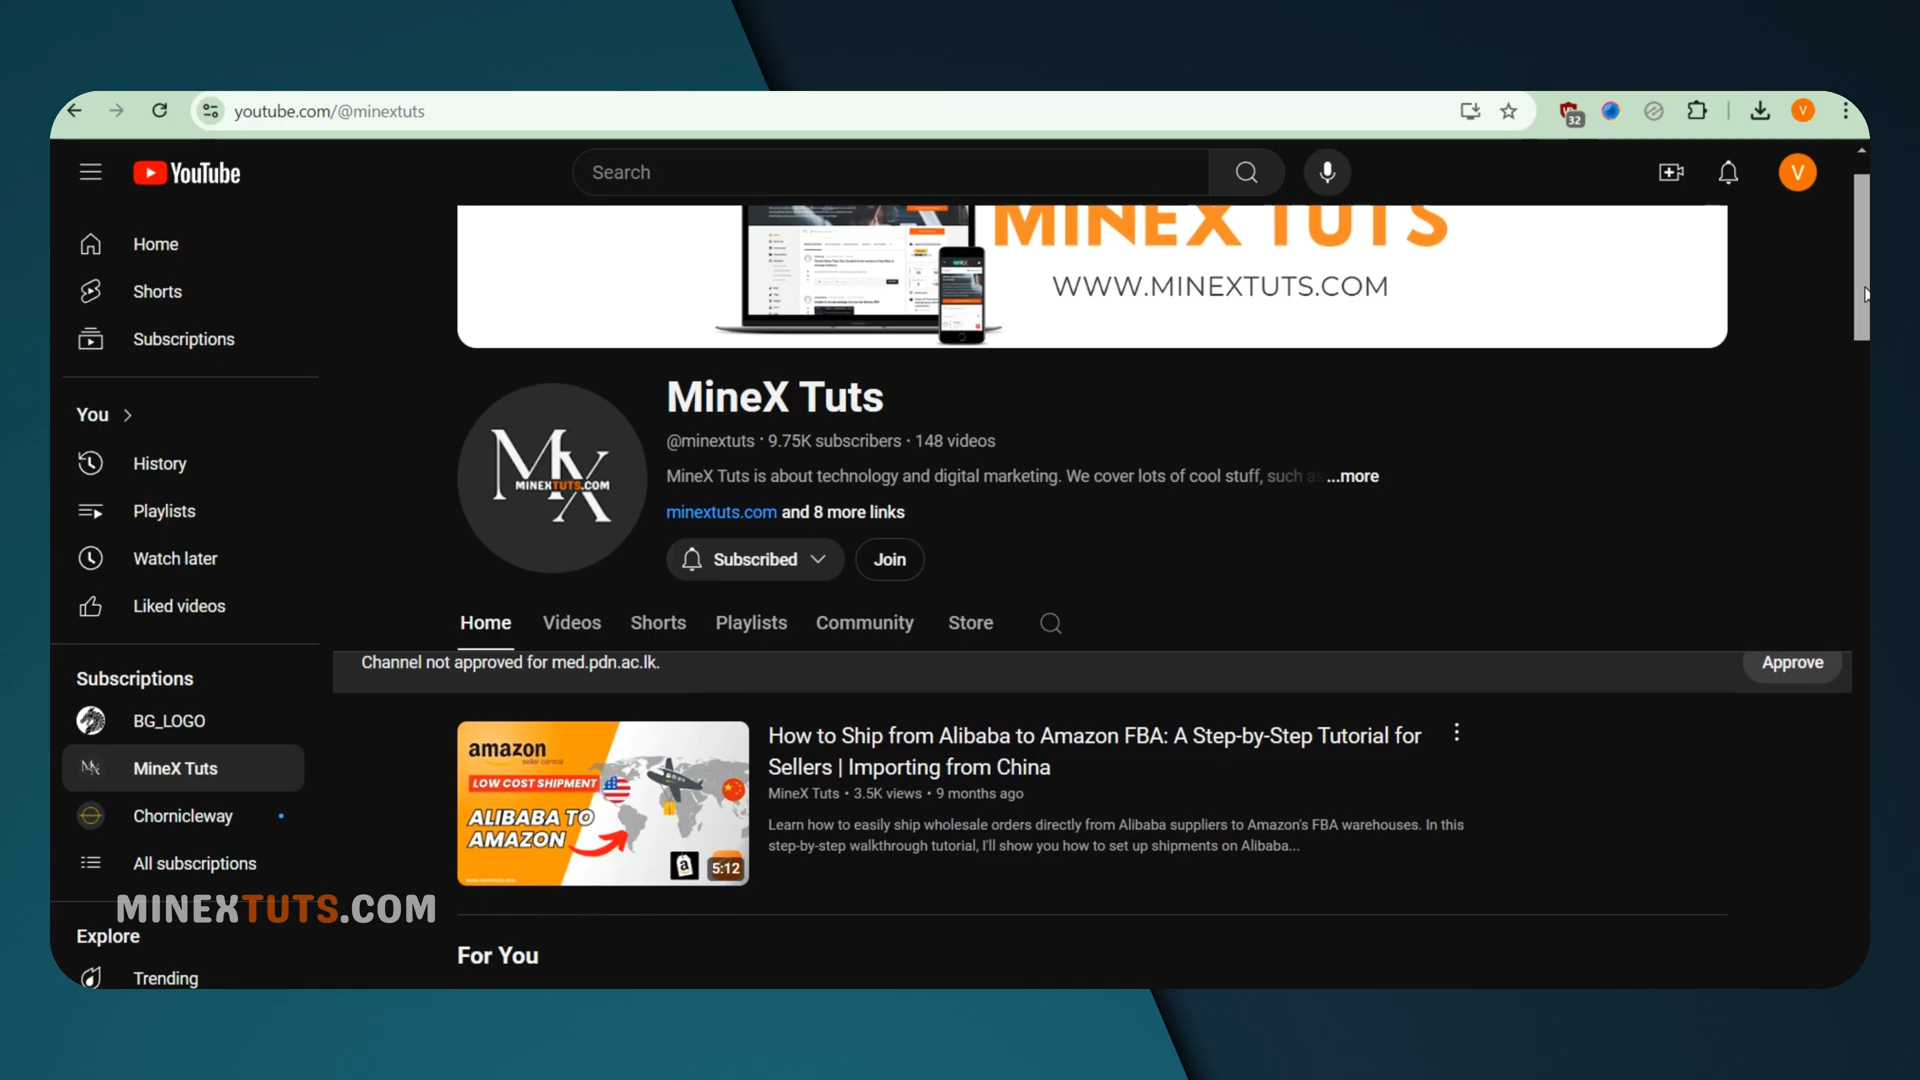 youtube.com/@minextuts
32
V
YouTube
Search
V
Home
Shorts
Subscriptions
You
History
Playlists
Watch later
Liked videos
Subscriptions
BG_LOGO
MineX Tuts
Chornicleway
All subscriptions
Explore
Trending
MINEX TUTS
WWW.MINEXTUTS.COM
MX
MINEXTUTS.COM
MineX Tuts
@minextuts · 9.75K subscribers · 148 videos
MineX Tuts is about technology and digital marketing. We cover lots of cool stuff, such as ...more
minextuts.com and 8 more links
Subscribed
Join
Home Videos Shorts Playlists Community Store
Channel not approved for med.pdn.ac.lk.
Approve
amazon
seller central
LOW COST SHIPMENT
ALIBABA TO
AMAZON
5:12
How to Ship from Alibaba to Amazon FBA: A Step-by-Step Tutorial for
Sellers | Importing from China
MineX Tuts • 3.5K views • 9 months ago
Learn how to easily ship wholesale orders directly from Alibaba suppliers to Amazon's FBA warehouses. In this
step-by-step walkthrough tutorial, I'll show you how to set up shipments on Alibaba...
MINEXTUTS.COM
For You